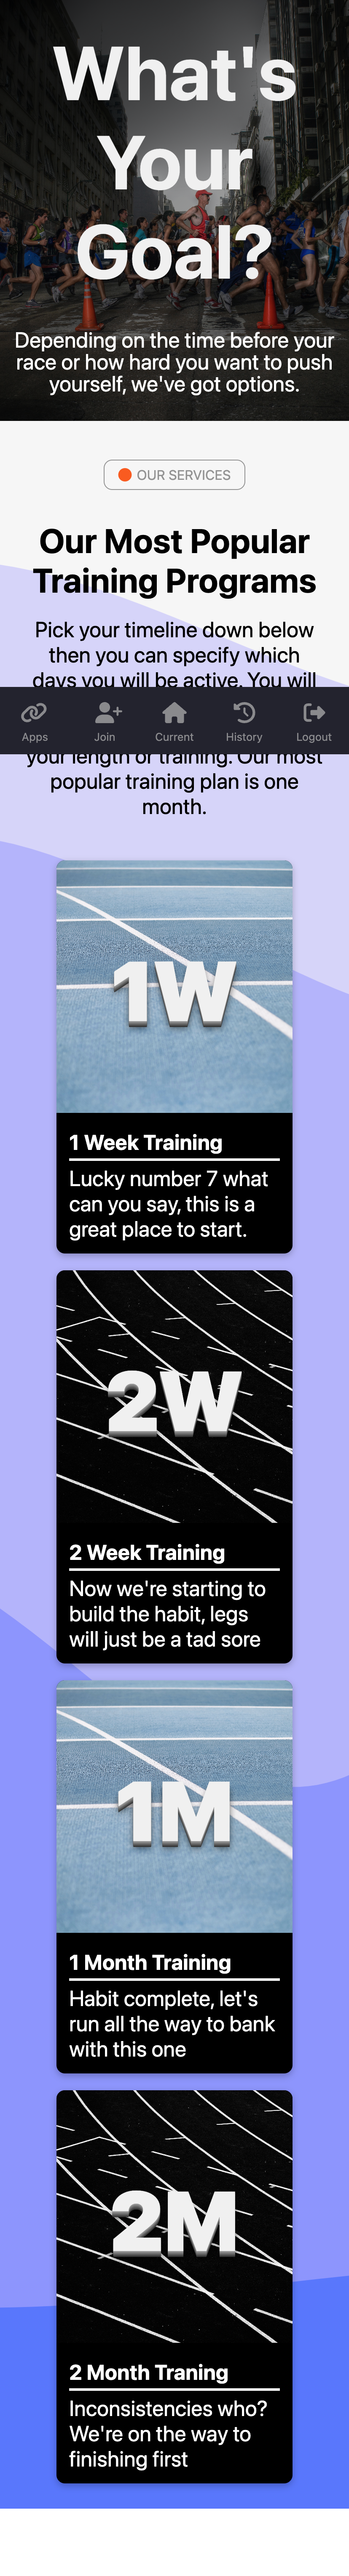 What's
Your
Goal?
Depending on the time before your
race or how hard you want to push
yourself, we've got options.
OUR SERVICES
Our Most Popular
Training Programs
Pick your timeline down below
then you can specify which
days you will be active. You will
Apps
Join
Current
History
Logout
your length of training. Our most
popular training plan is one
month.
1W
1 Week Training
Lucky number 7 what
can you say, this is a
great place to start.
2W
2 Week Training
Now we're starting to
build the habit, legs
will just be a tad sore
1M
1 Month Training
Habit complete, let's
run all the way to bank
with this one
2M
2 Month Traning
Inconsistencies who?
We're on the way to
finishing first